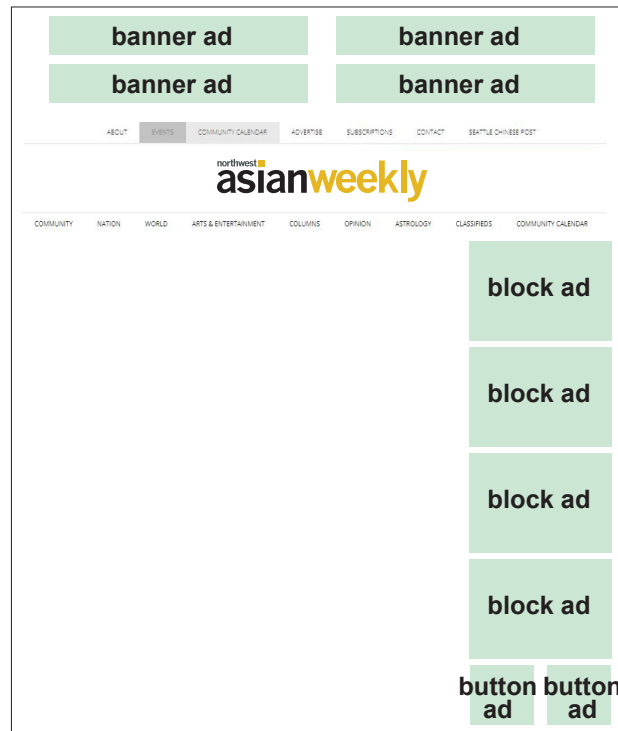 banner ad banner ad
banner ad banner ad
ABOUT EVENTS COMMUNITY CALENDAR ADVERTISE SUBSCRIPTIONS CONTACT SEATTLE CHINESE POST
northwest
asianweekly
COMMUNITY NATION WORLD ARTS & ENTERTAINMENT COLUMNS OPINION ASTROLOGY CLASSIFIEDS COMMUNITY CALENDAR
block ad
block ad
block ad
block ad
button button
ad ad